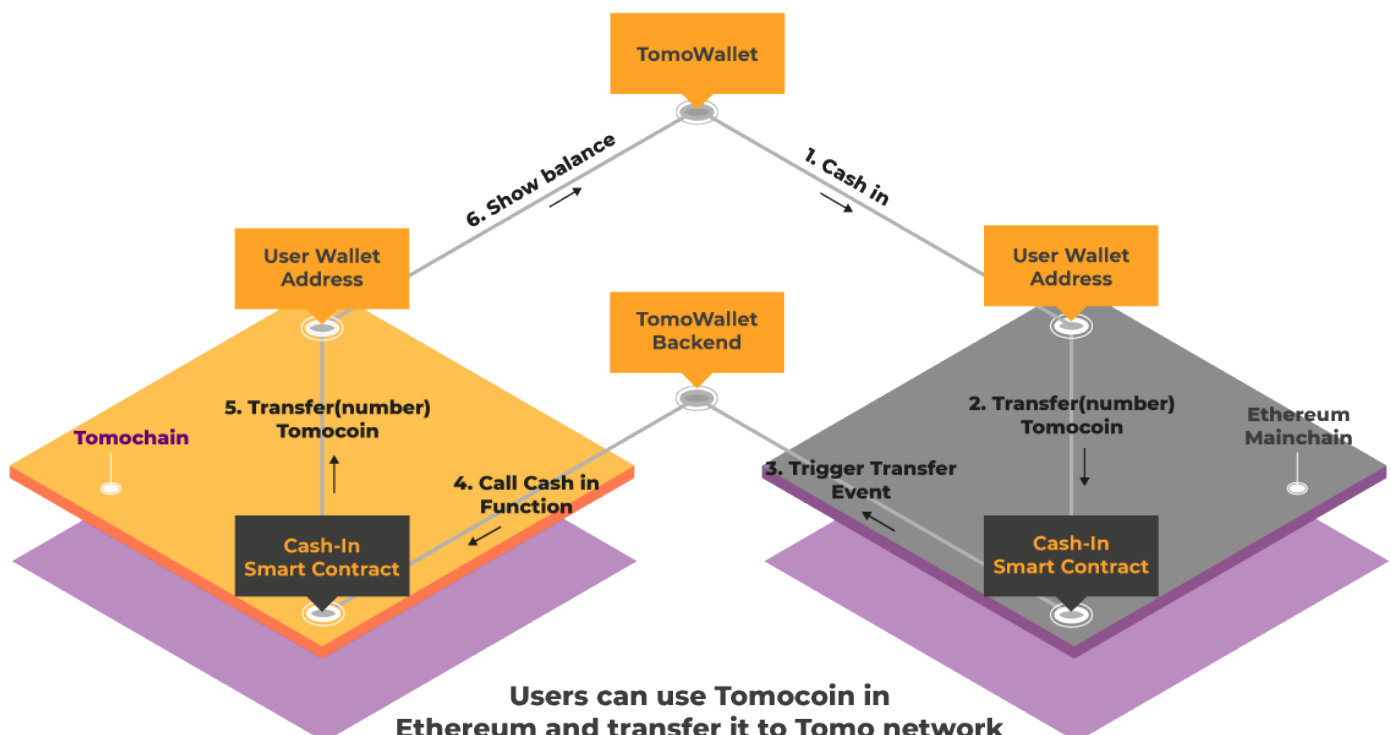 TomoWallet
6. Show balance
1. Cash in
User Wallet
Address
User Wallet
Address
TomoWallet
Backend
5. Transfer(number)
Tomocoin
2. Transfer(number)
Tomocoin
Tomochain
Ethereum
Mainchain
4. Call Cash in
Function
3. Trigger Transfer
Event
Cash-In
Smart Contract
Cash-In
Smart Contract
Users can use Tomocoin in
Ethereum and transfer it to Tomo network